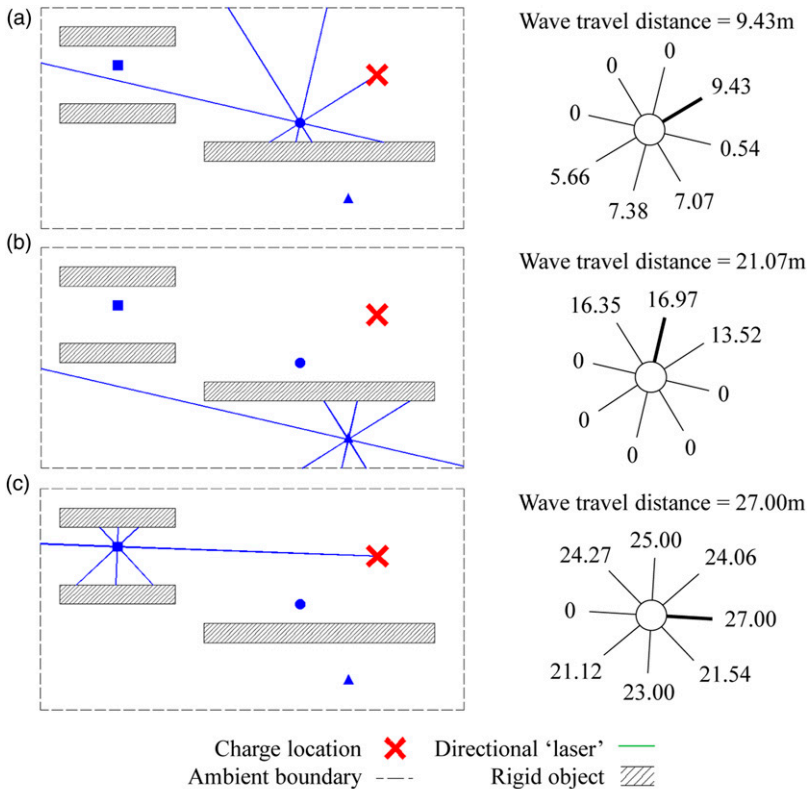 (a)
Wave travel distance = 9.43m
0
0
9.43
0
0.54
5.66
7.38
7.07
(b)
Wave travel distance = 21.07m
16.35
16.97
13.52
0
0
0
0
0
(c)
Wave travel distance = 27.00m
24.27
25.00
24.06
0
27.00
21.12
23.00
21.54
Charge location
Directional 'laser'
Ambient boundary
Rigid object